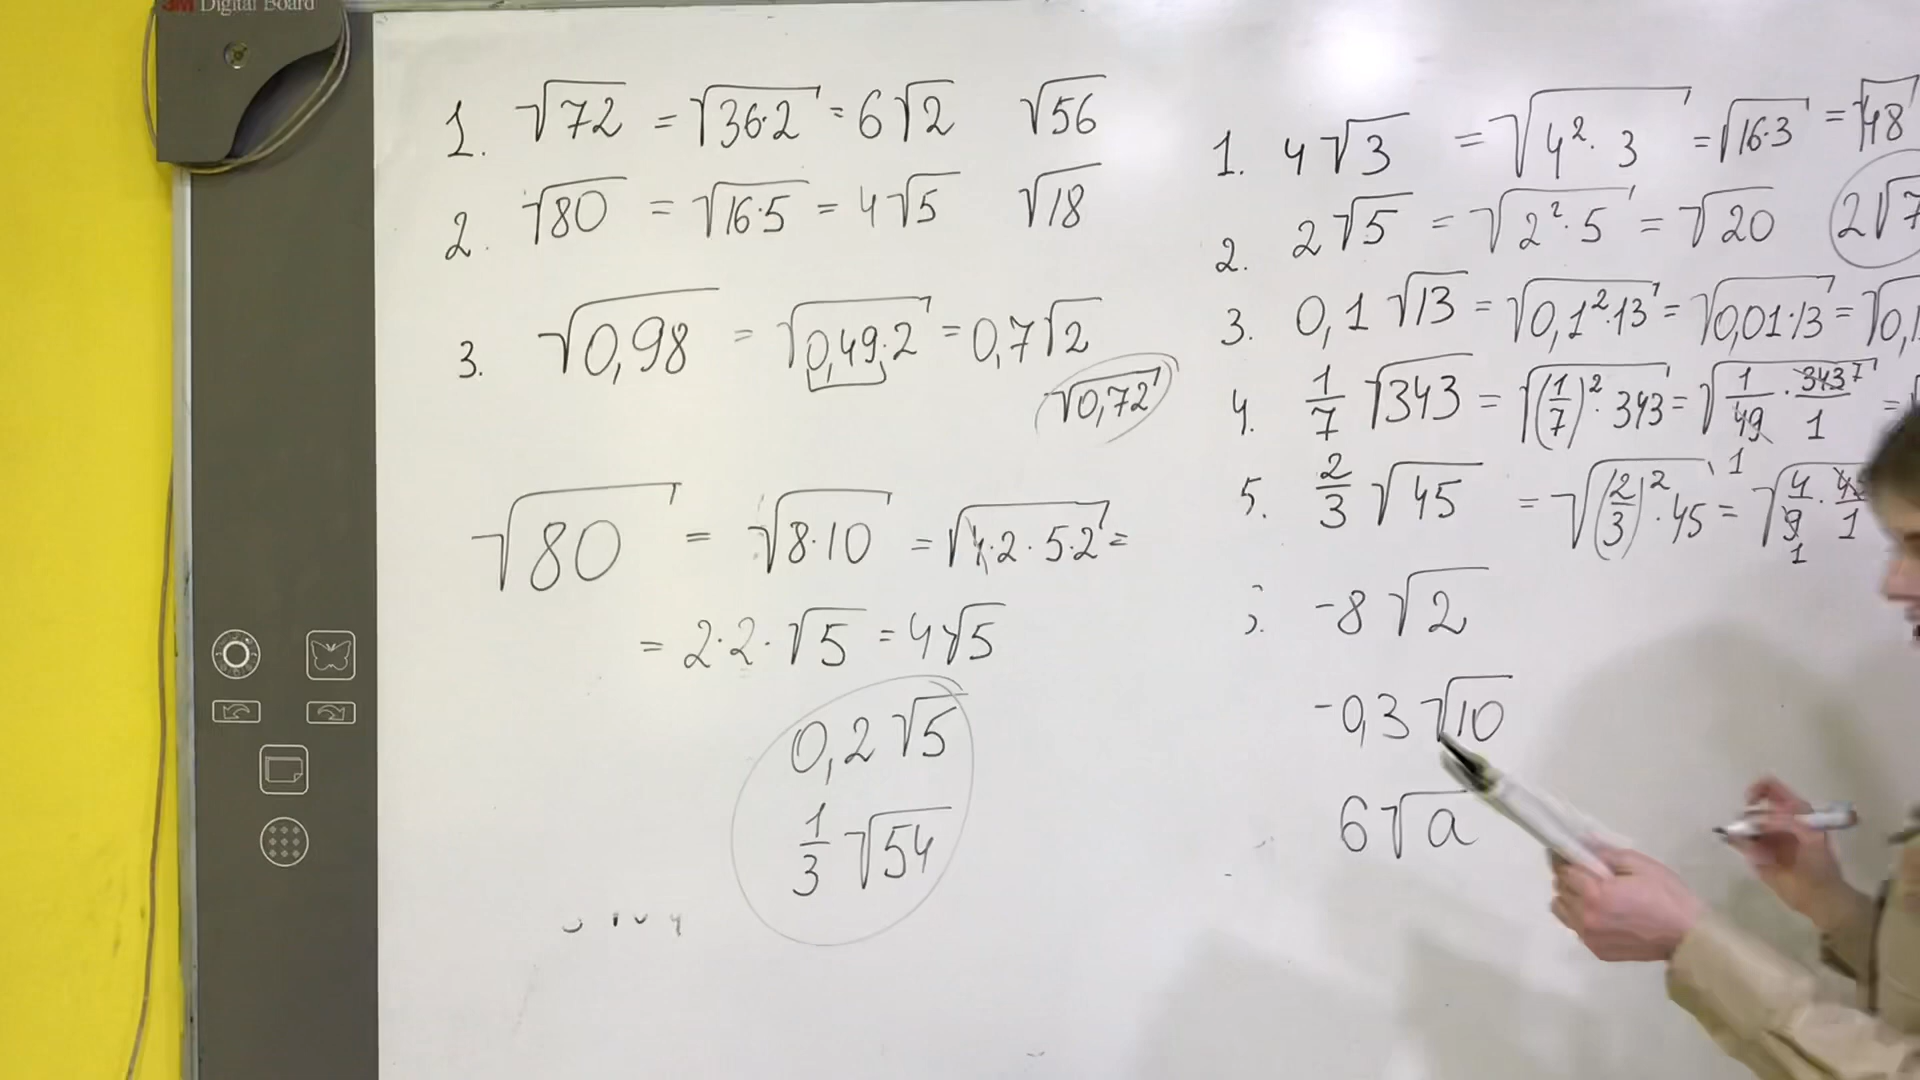 3M Digital Board
1. √72 = √36·2 = 6√2 √56
2. √80 = √16·5 = 4√5 √18
3. √0,98 = √0,49·2 = 0,7√2
√0,72
√80 = √8·10 = √4·2·5·2 =
= 2·2·√5 = 4√5
0,2√5
1/3 √54
1. 4√3 = √4²·3 = √16·3 = √48
2. 2√5 = √2²·5 = √20 2√7
3. 0,1√13 = √0,1²·13 = √0,01·13 = √0,1
4. 1/7 √343 = √(1/7)²·343 = √1/49 · 343/1 7 = 1
5. 2/3 √45 = √(2/3)²·45 = √4/9 · 1 1
-8√2
-0,3√10
6√a